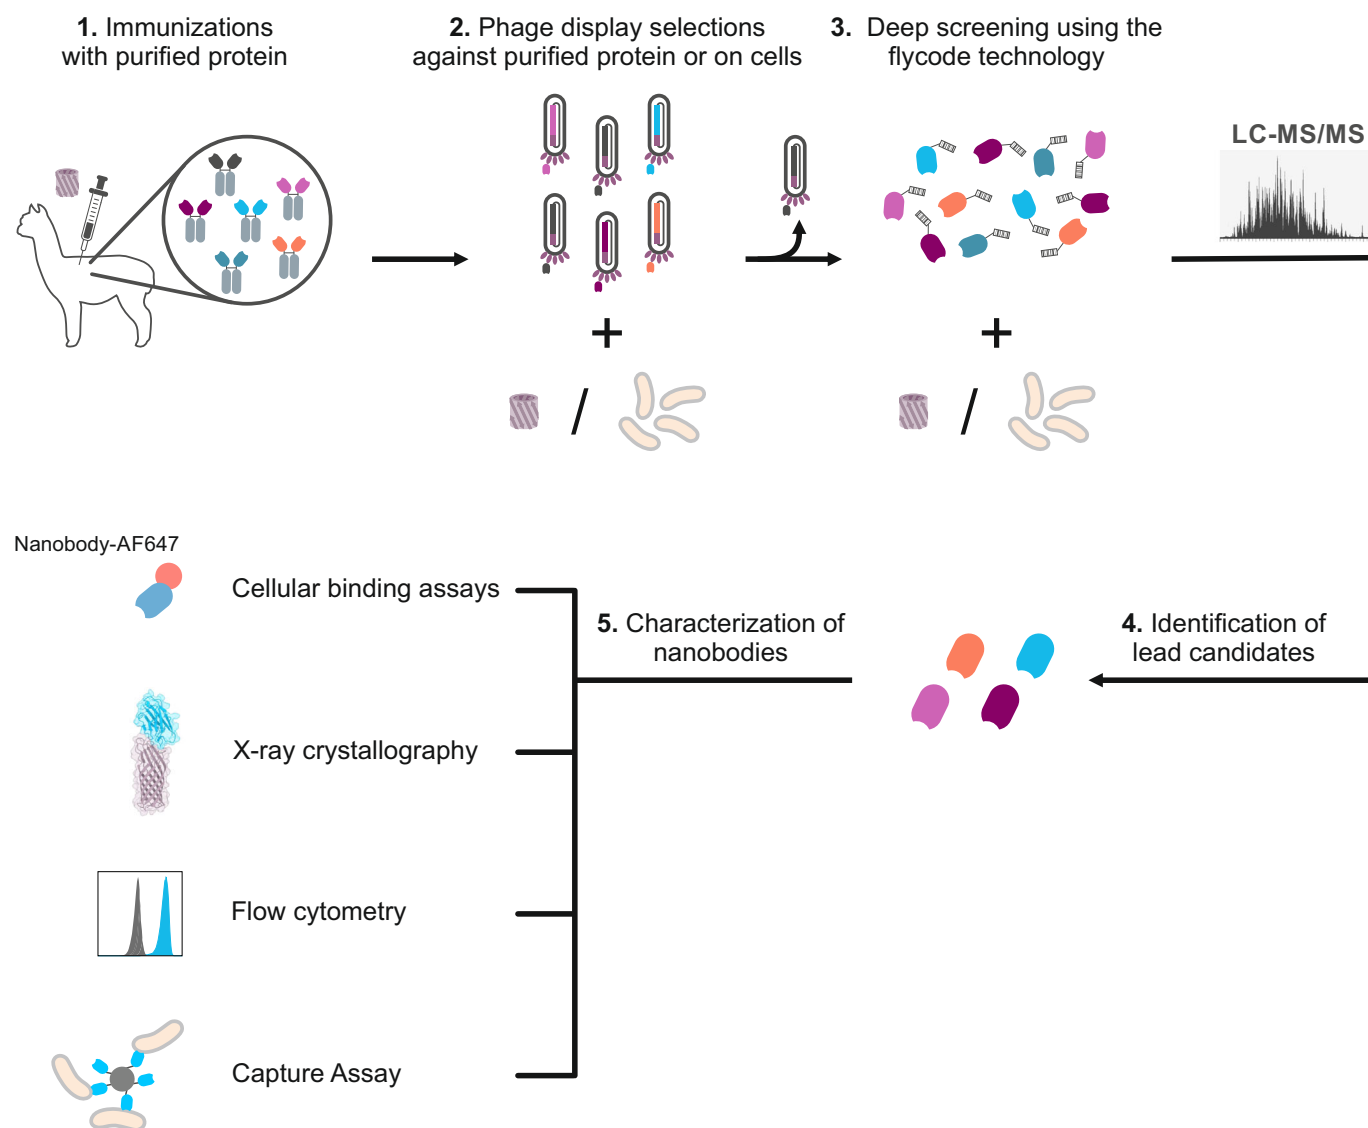 1. Immunizations
with purified protein
2. Phage display selections
against purified protein or on cells
3. Deep screening using the
flycode technology
LC-MS/MS
Nanobody-AF647
Cellular binding assays
5. Characterization of
nanobodies
4. Identification of
lead candidates
X-ray crystallography
Flow cytometry
Capture Assay